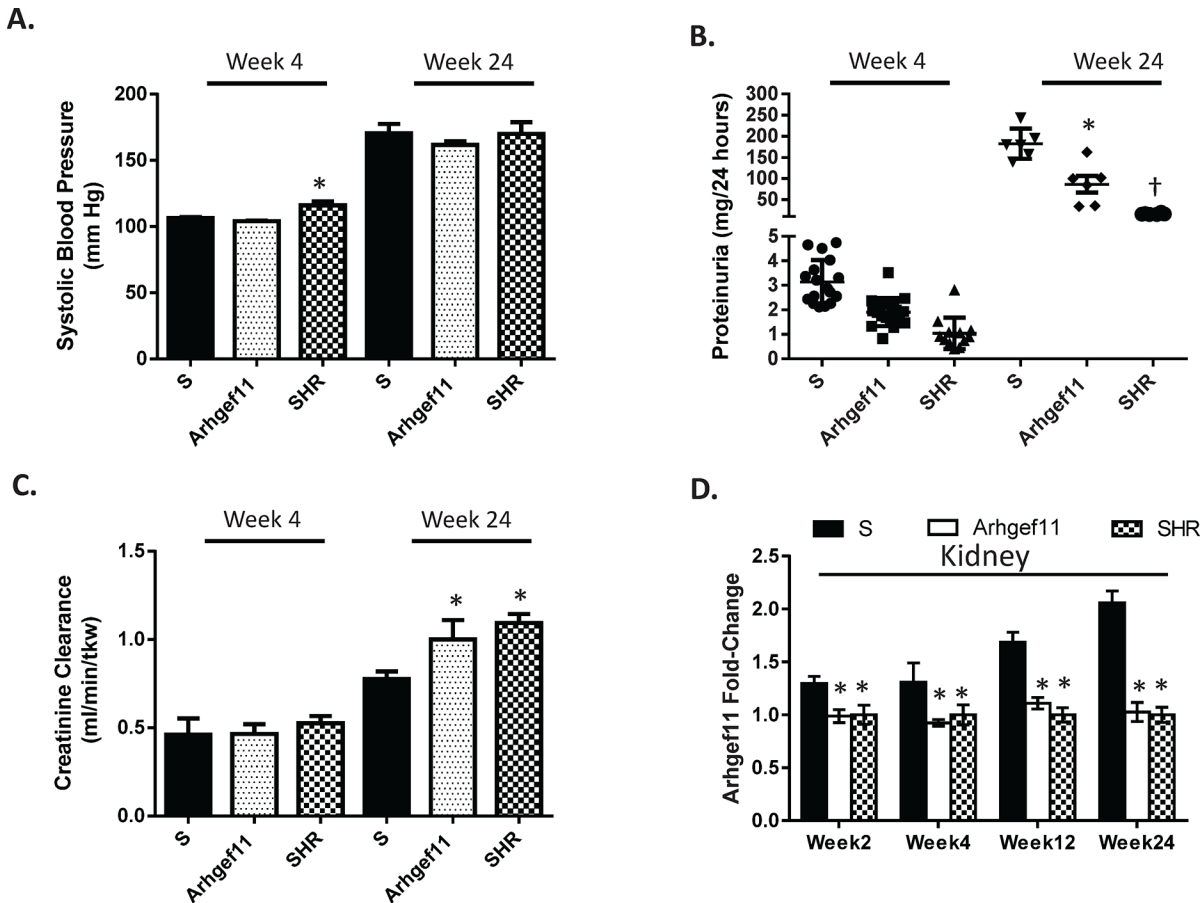 A.
Week 4 Week 24
Systolic Blood Pressure
(mm Hg)
200
150
100
50
0
*
S Arhgef11 SHR S Arhgef11 SHR
B.
Week 4 Week 24
Proteinuria (mg/24 hours)
300
250
200
150
100
50
5
4
3
2
1
0
* †
S Arhgef11 SHR S Arhgef11 SHR
C.
Week 4 Week 24
Creatinine Clearance
(ml/min/tkw)
1.5
1.0
0.5
0.0
* *
S Arhgef11 SHR S Arhgef11 SHR
D.
S Arhgef11 SHR
Kidney
Arhgef11 Fold-Change
2.5
2.0
1.5
1.0
0.5
0.0
* * * * * * * *
Week2 Week4 Week12 Week24